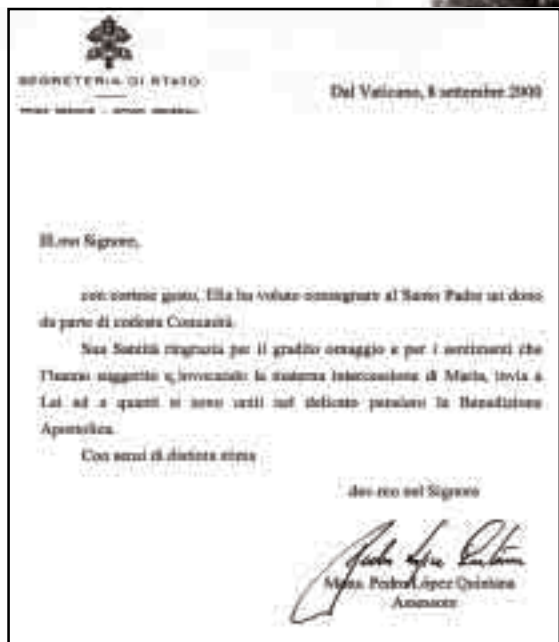 SEGRETERIA DI STATO
Dal Vaticano, 8 settembre 2000
Ill.mo Signore,
con cortese gesto, Ella ha voluto consegnare al Santo Padre un dono
da parte di codesta Comunità.
Sua Santità ringrazia per il gradito omaggio e per i sentimenti che
l'hanno suggerito e, invocando la materna intercessione di Maria, invia a
Lei ed a quanti si sono uniti nel delicato pensiero la Benedizione
Apostolica.
Con sensi di distinta stima
dev.mo nel Signore
Mons. Pedro López Quintana
Assessore